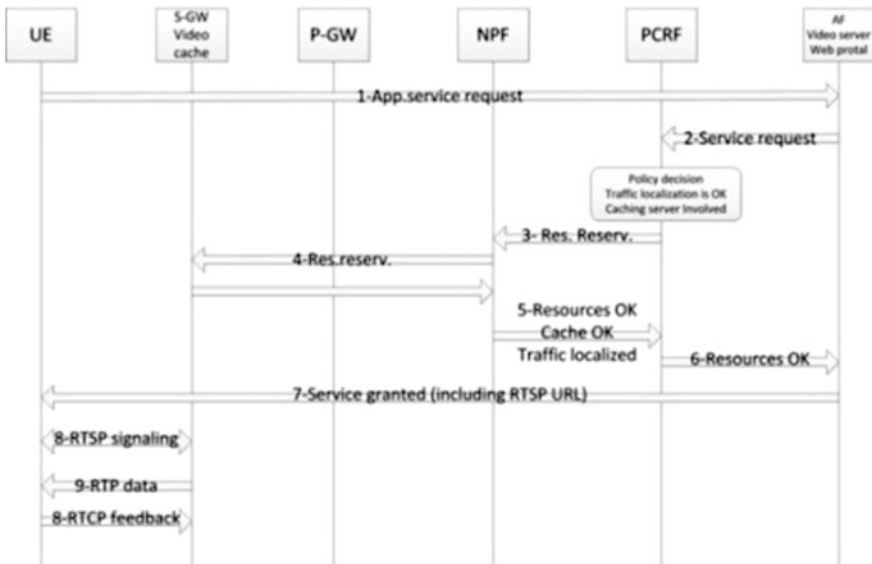 UE
S-GW
Video
cache
P-GW
NPF
PCRF
AF
Video server
Web protal
1-App.service request
2-Service request
Policy decision
Traffic localization is OK
Caching server Involved
3- Res. Reserv.
4-Res.reserv.
5-Resources OK
Cache OK
Traffic localized
6-Resources OK
7-Service granted (including RTSP URL)
8-RTSP signaling
9-RTP data
8-RTCP feedback